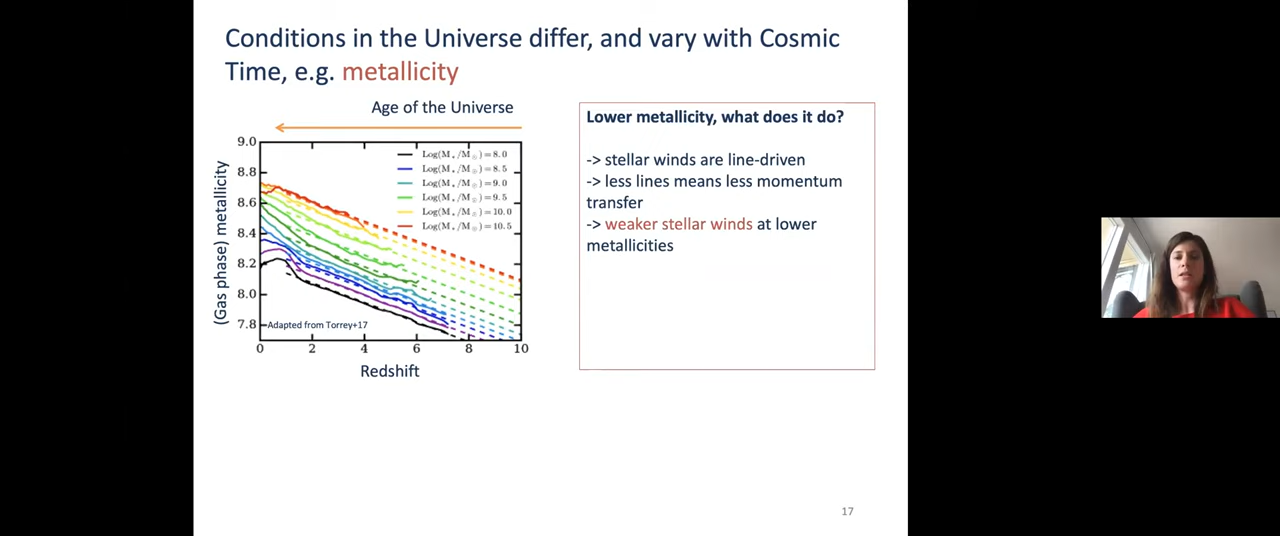 Conditions in the Universe differ, and vary with Cosmic
Time, e.g. metallicity
Age of the Universe
(Gas phase) metallicity
9.0
8.8
8.6
8.4
8.2
8.0
7.8
Log(M⋆/M☉)=8.0
Log(M⋆/M☉)=8.5
Log(M⋆/M☉)=9.0
Log(M⋆/M☉)=9.5
Log(M⋆/M☉)=10.0
Log(M⋆/M☉)=10.5
Adapted from Torrey+17
0 2 4 6 8 10
Redshift
Lower metallicity, what does it do?
-> stellar winds are line-driven
-> less lines means less momentum
transfer
-> weaker stellar winds at lower
metallicities
17